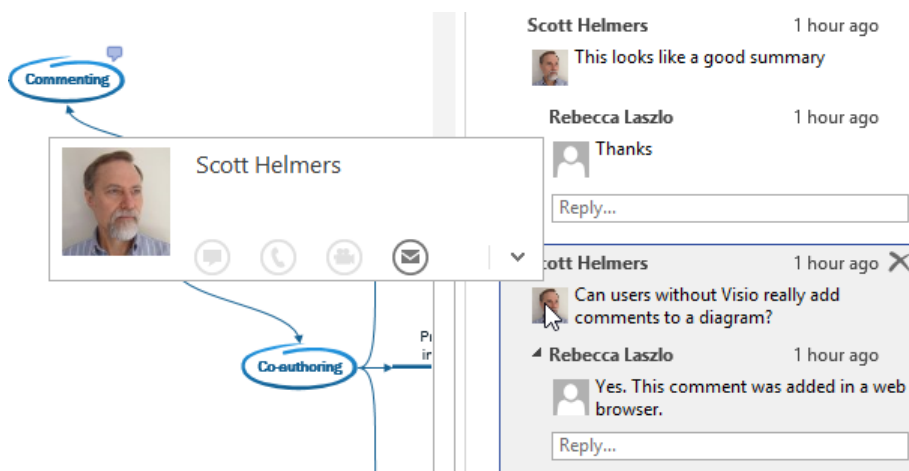 Commenting
Scott Helmers
Co-authoring
Scott Helmers 1 hour ago
This looks like a good summary
Rebecca Laszlo 1 hour ago
Thanks
Reply...
Helmers 1 hour ago
Can users without Visio really add
comments to a diagram?
Rebecca Laszlo 1 hour ago
Yes. This comment was added in a web
browser.
Reply...